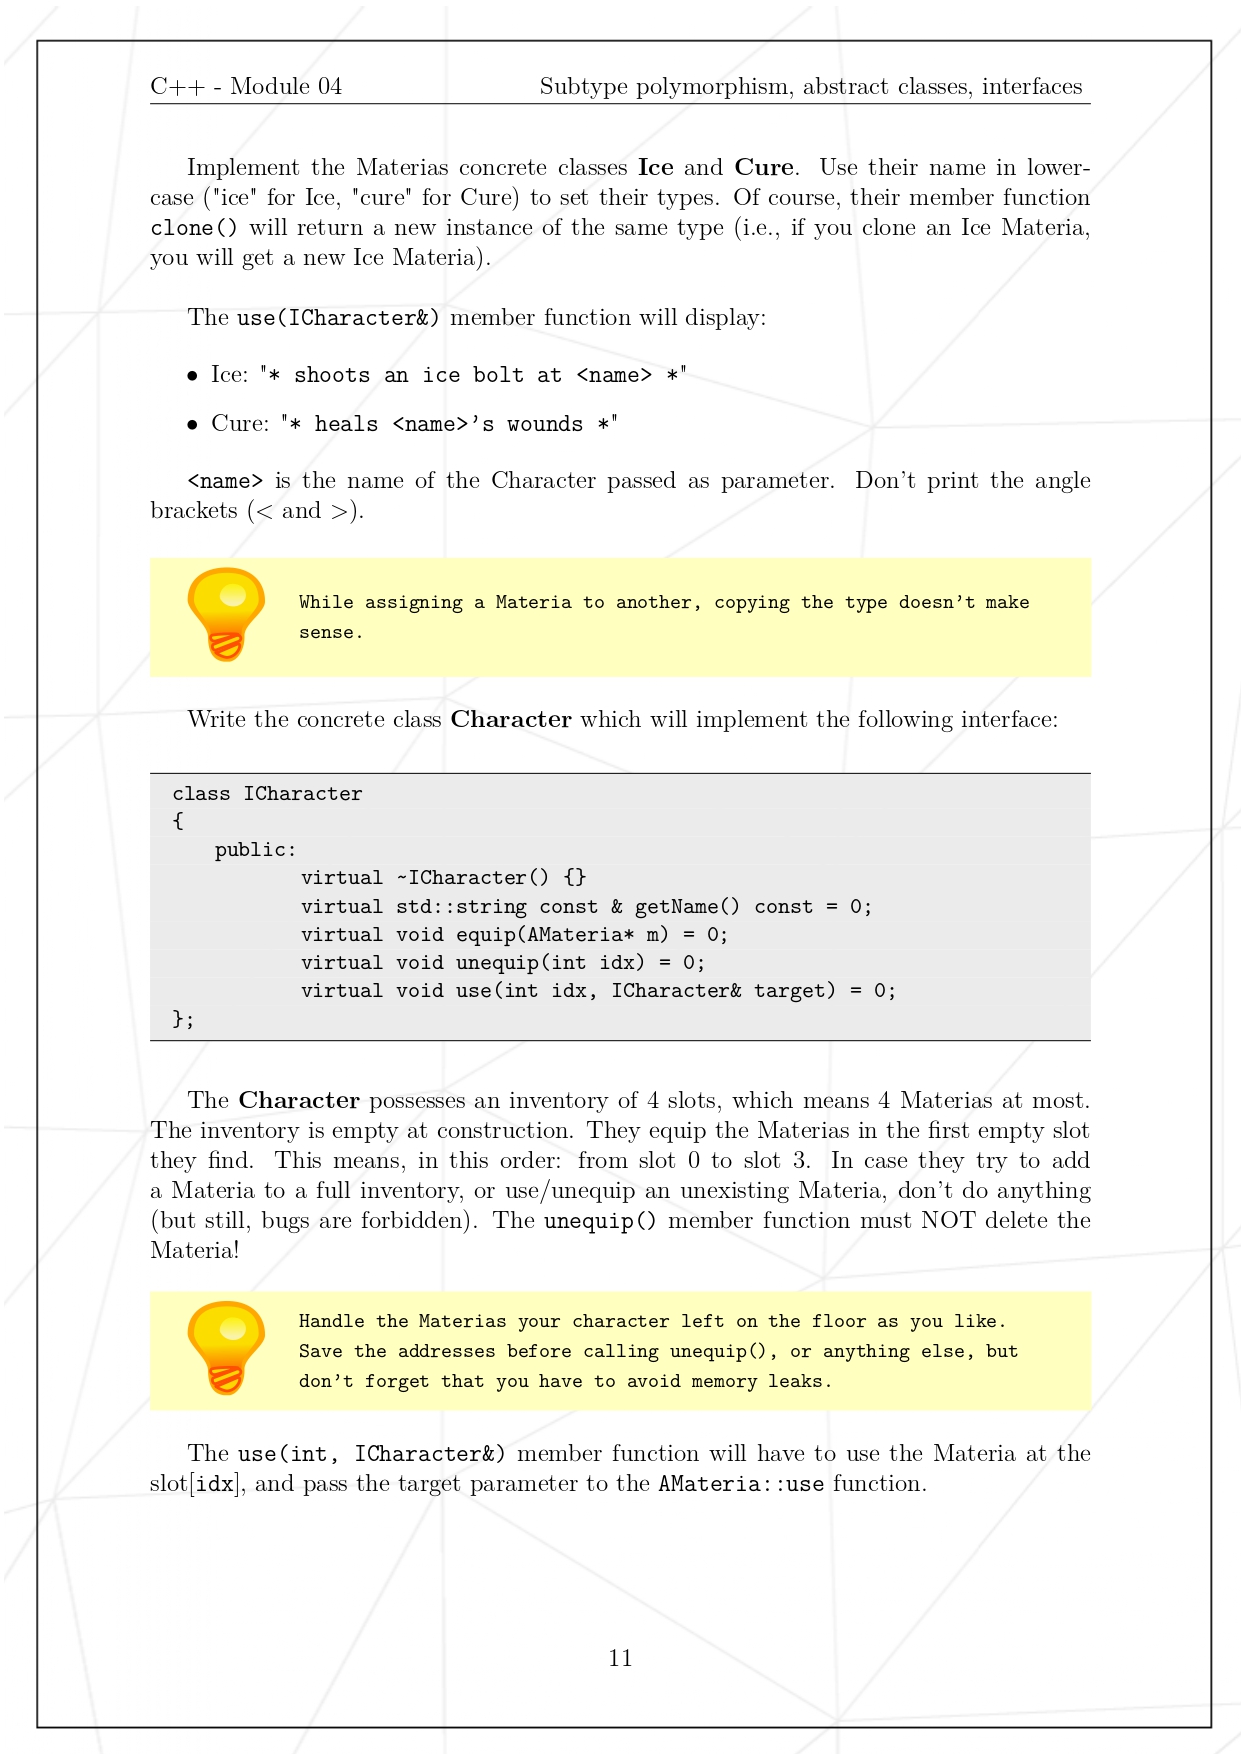 C++ - Module 04 Subtype polymorphism, abstract classes, interfaces
Implement the Materias concrete classes Ice and Cure. Use their name in lower-
case ("ice" for Ice, "cure" for Cure) to set their types. Of course, their member function
clone() will return a new instance of the same type (i.e., if you clone an Ice Materia,
you will get a new Ice Materia).
The use(ICharacter&) member function will display:
• Ice: "* shoots an ice bolt at <name> *"
• Cure: "* heals <name>'s wounds *"
<name> is the name of the Character passed as parameter. Don't print the angle
brackets (< and >).
While assigning a Materia to another, copying the type doesn't make
sense.
Write the concrete class Character which will implement the following interface:
class ICharacter
{
public:
virtual ~ICharacter() {}
virtual std::string const & getName() const = 0;
virtual void equip(AMateria* m) = 0;
virtual void unequip(int idx) = 0;
virtual void use(int idx, ICharacter& target) = 0;
};
The Character possesses an inventory of 4 slots, which means 4 Materias at most.
The inventory is empty at construction. They equip the Materias in the first empty slot
they find. This means, in this order: from slot 0 to slot 3. In case they try to add
a Materia to a full inventory, or use/unequip an unexisting Materia, don't do anything
(but still, bugs are forbidden). The unequip() member function must NOT delete the
Materia!
Handle the Materias your character left on the floor as you like.
Save the addresses before calling unequip(), or anything else, but
don't forget that you have to avoid memory leaks.
The use(int, ICharacter&) member function will have to use the Materia at the
slot[idx], and pass the target parameter to the AMateria::use function.
11